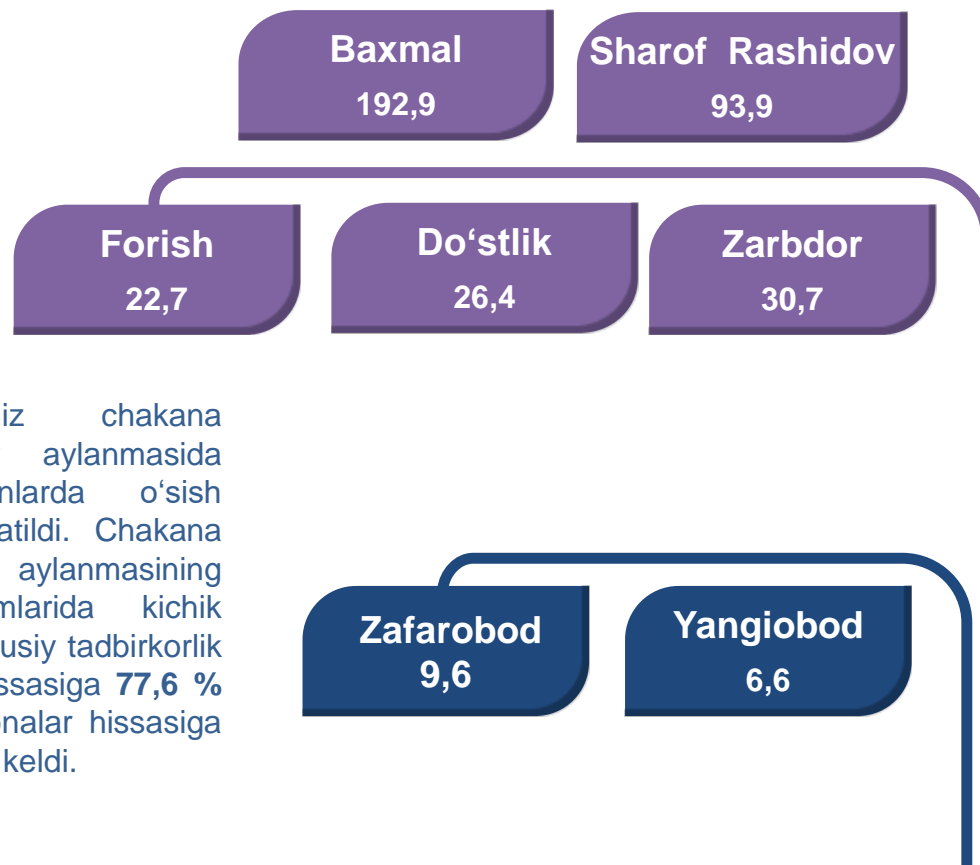 Baxmal
192,9
Sharof Rashidov
93,9
Forish
22,7
Do‘stlik
26,4
Zarbdor
30,7
chakana
aylanmasida
o‘sish
Chakana
aylanmasining
kichik
tadbirkorlik
77,6 %
hissasiga
keldi.
Zafarobod
9,6
Yangiobod
6,6